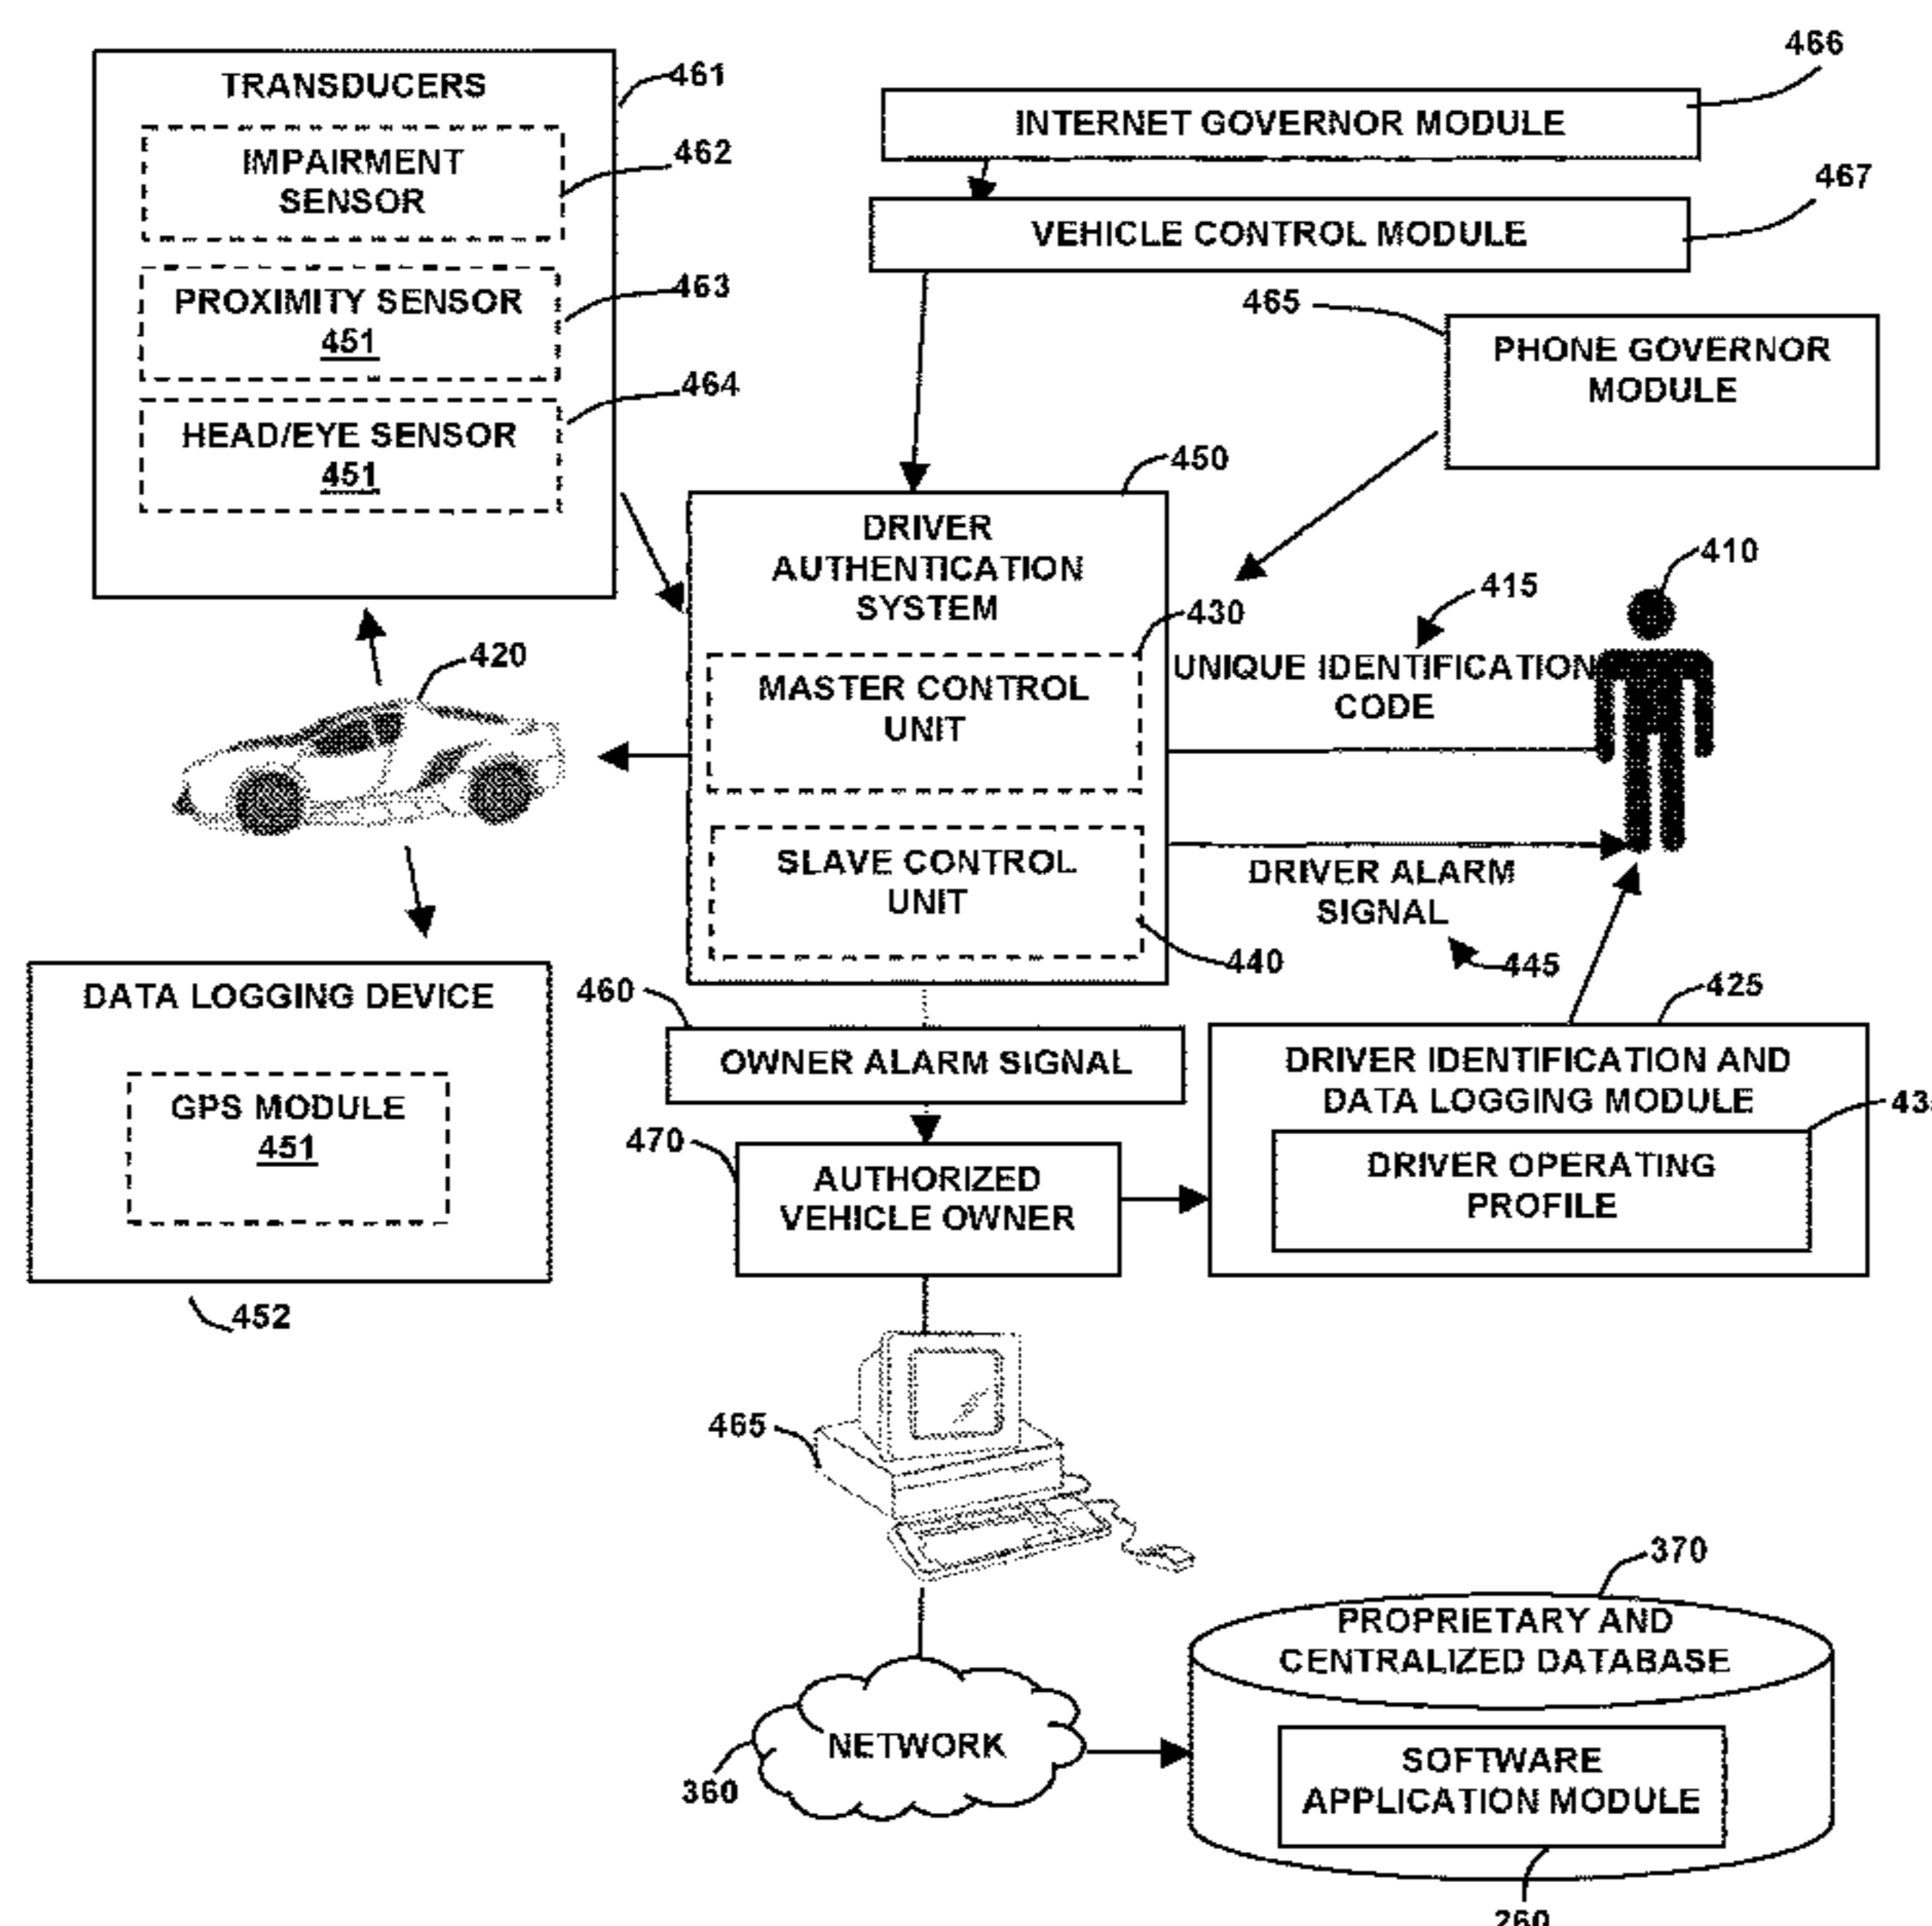 466
TRANSDUCERS
461
INTERNET GOVERNOR MODULE
IMPAIRMENT
SENSOR
462
467
VEHICLE CONTROL MODULE
PROXIMITY SENSOR
451
463
465
PHONE GOVERNOR
MODULE
464
HEAD/EYE SENSOR
451
450
DRIVER
AUTHENTICATION
SYSTEM
410
415
430
420
UNIQUE IDENTIFICATION
CODE
MASTER CONTROL
UNIT
SLAVE CONTROL
UNIT
DRIVER ALARM
SIGNAL
440
445
460
425
DATA LOGGING DEVICE
OWNER ALARM SIGNAL
DRIVER IDENTIFICATION AND
DATA LOGGING MODULE
GPS MODULE
451
470
AUTHORIZED
VEHICLE OWNER
DRIVER OPERATING
PROFILE
452
465
370
PROPRIETARY AND
CENTRALIZED DATABASE
NETWORK
360
SOFTWARE
APPLICATION MODULE
260